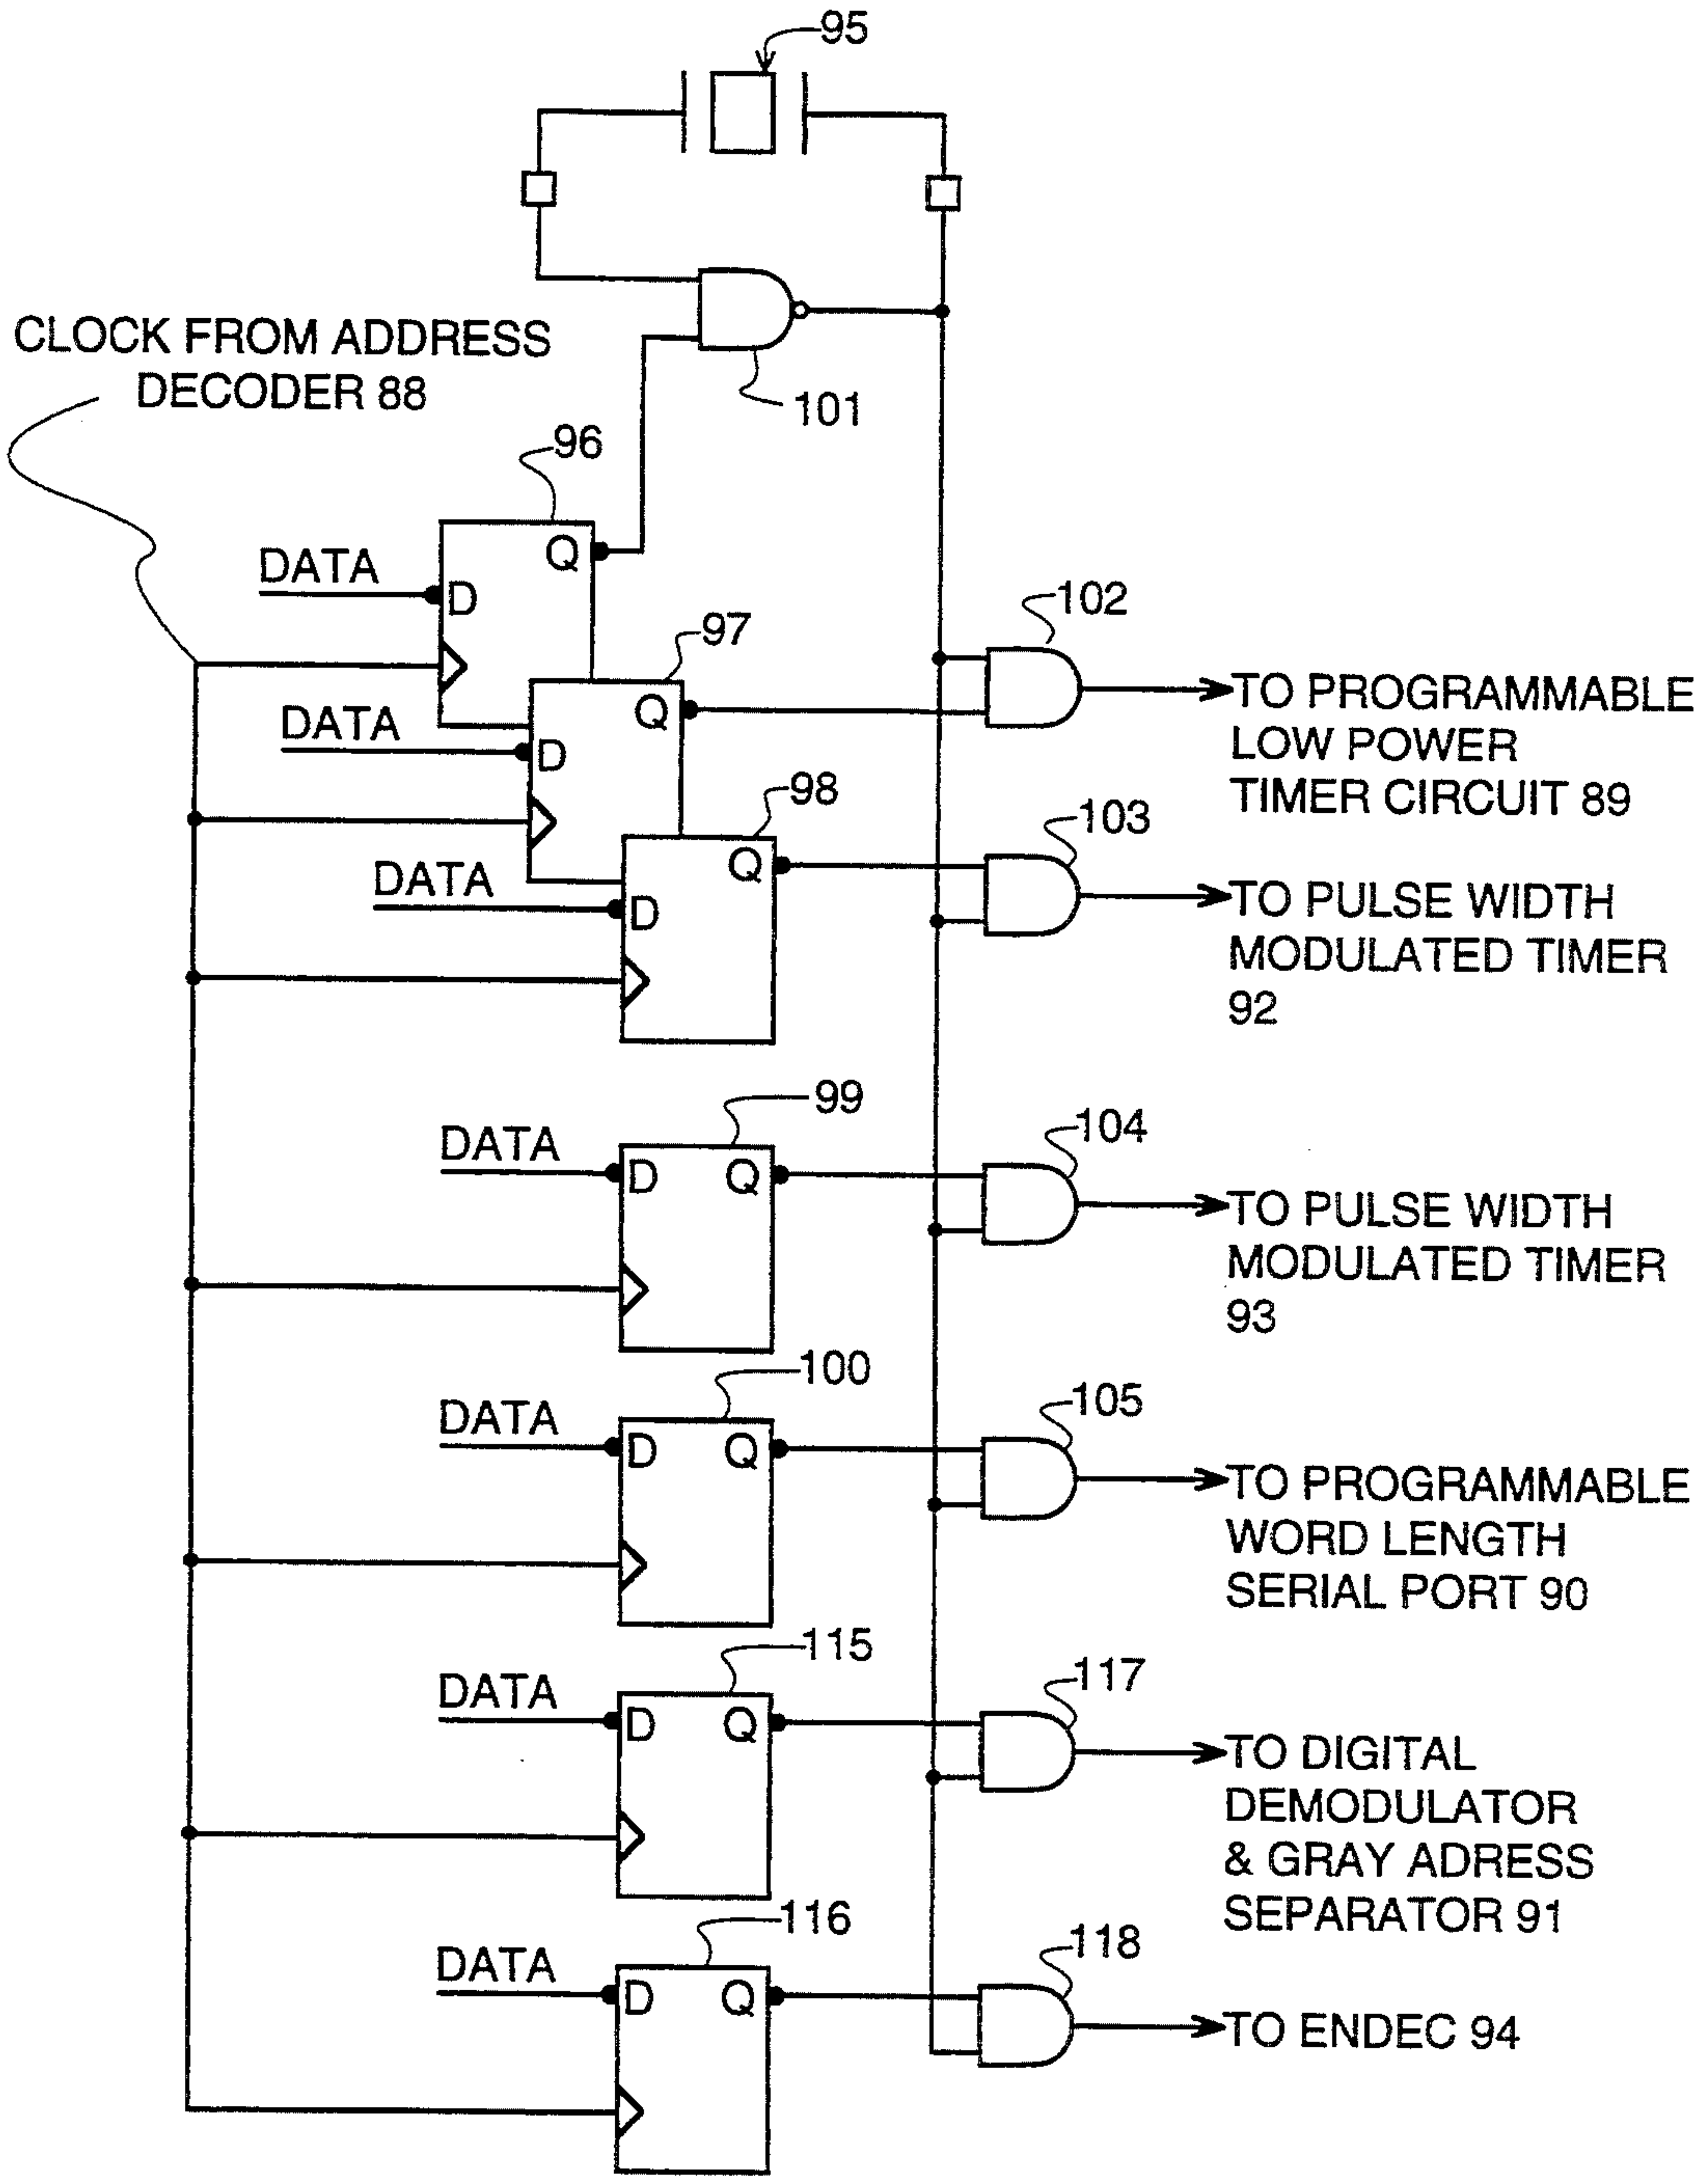 95
CLOCK FROM ADDRESS
DECODER 88
101
96
DATA
D
Q
102
97
DATA
D
Q
TO PROGRAMMABLE
LOW POWER
TIMER CIRCUIT 89
98
DATA
D
Q
103
TO PULSE WIDTH
MODULATED TIMER
92
99
DATA
D
Q
104
TO PULSE WIDTH
MODULATED TIMER
93
100
DATA
D
Q
105
TO PROGRAMMABLE
WORD LENGTH
SERIAL PORT 90
115
DATA
D
Q
117
TO DIGITAL
DEMODULATOR
& GRAY ADRESS
SEPARATOR 91
116
DATA
D
Q
118
TO ENDEC 94